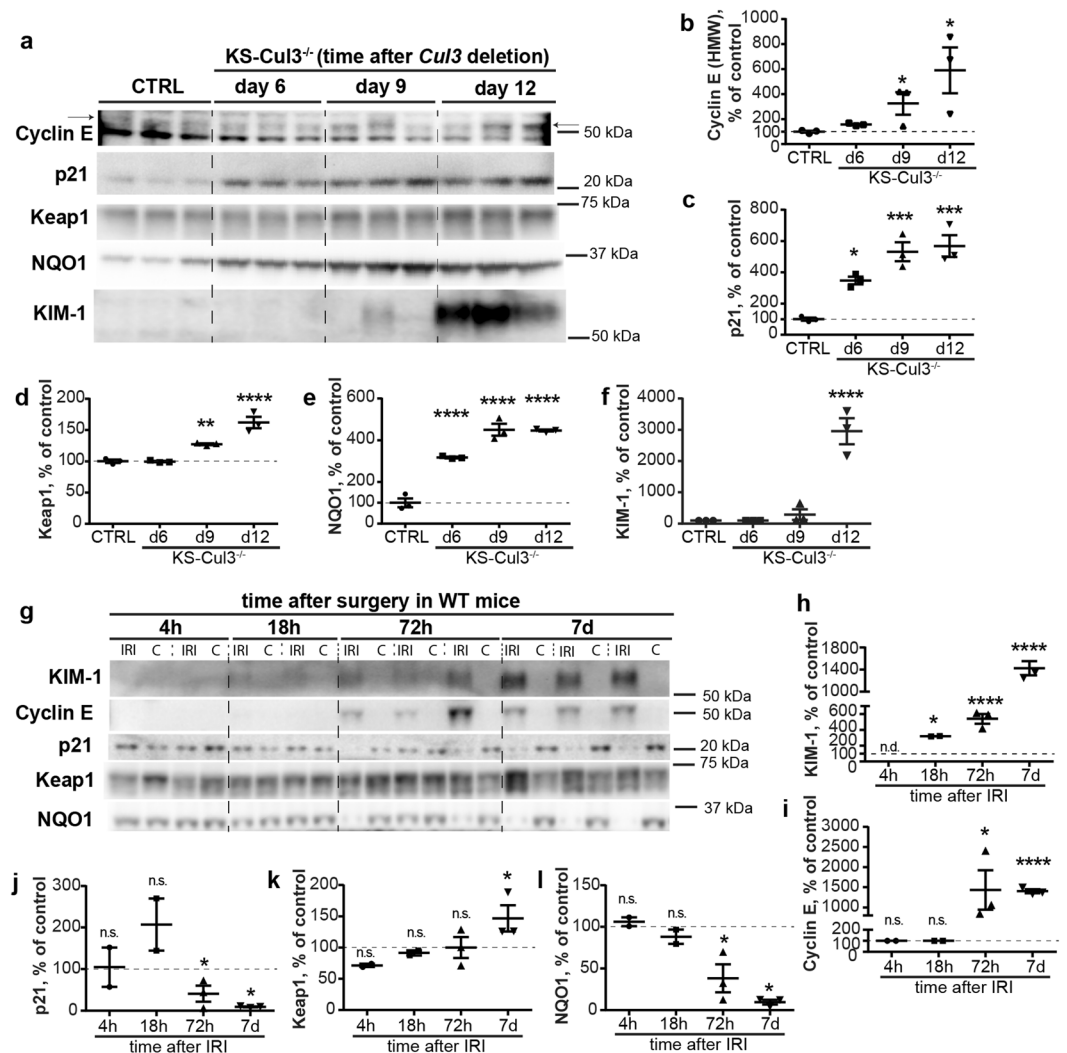 a
KS-Cul3-/- (time after Cul3 deletion)
CTRL day 6 day 9 day 12
Cyclin E
50 kDa
p21
20 kDa
75 kDa
Keap1
NQO1
37 kDa
KIM-1
50 kDa
b
Cyclin E (HMW), % of control
1000
800
600
400
200
100
0
CTRL d6 d9 d12
KS-Cul3-/-
* *
c
p21, % of control
800
600
400
200
100
0
CTRL d6 d9 d12
KS-Cul3-/-
* *** ***
d
Keap1, % of control
200
150
100
50
0
CTRL d6 d9 d12
KS-Cul3-/-
** ****
e
NQO1, % of control
600
400
200
100
0
CTRL d6 d9 d12
KS-Cul3-/-
**** **** ****
f
KIM-1, % of control
4000
3000
2000
1000
0
CTRL d6 d9 d12
KS-Cul3-/-
****
g
time after surgery in WT mice
4h 18h 72h 7d
IRI C IRI C IRI C IRI C IRI C IRI C IRI C IRI C IRI C IRI C
KIM-1
50 kDa
Cyclin E
50 kDa
p21
20 kDa
75 kDa
Keap1
37 kDa
NQO1
h
KIM-1, % of control
1800
1400
1000
600
500
400
300
200
100
0
n.d. * **** ****
4h 18h 72h 7d
time after IRI
i
Cyclin E, % of control
3000
2500
2000
1500
1000
200
100
0
n.s. n.s. * ****
4h 18h 72h 7d
time after IRI
j
p21, % of control
300
200
100
0
n.s. * *
4h 18h 72h 7d
time after IRI
k
Keap1, % of control
200
150
100
50
0
n.s. n.s. n.s. *
4h 18h 72h 7d
time after IRI
l
NQO1, % of control
150
100
50
0
n.s. n.s. * *
4h 18h 72h 7d
time after IRI